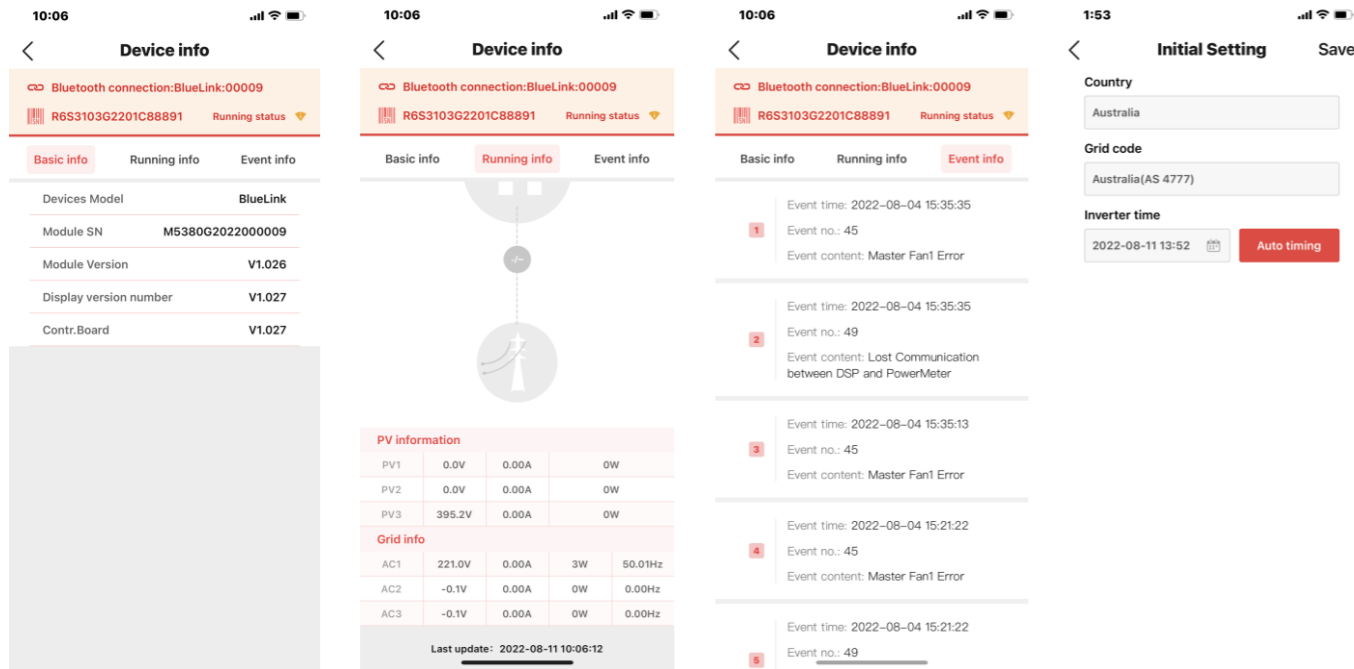 10:06
Device info
Bluetooth connection:BlueLink:00009
SN R6S3103G2201C88891 Running status
Basic info Running info Event info
Devices Model BlueLink
Module SN M5380G2022000009
Module Version V1.026
Display version number V1.027
Contr.Board V1.027
10:06
Device info
Bluetooth connection:BlueLink:00009
SN R6S3103G2201C88891 Running status
Basic info Running info Event info
-/~
PV information
PV1 0.0V 0.00A 0W
PV2 0.0V 0.00A 0W
PV3 395.2V 0.00A 0W
Grid info
AC1 221.0V 0.00A 3W 50.01Hz
AC2 -0.1V 0.00A 0W 0.00Hz
AC3 -0.1V 0.00A 0W 0.00Hz
Last update: 2022-08-11 10:06:12
10:06
Device info
Bluetooth connection:BlueLink:00009
SN R6S3103G2201C88891 Running status
Basic info Running info Event info
Event time: 2022-08-04 15:35:35
1 Event no.: 45
Event content: Master Fan1 Error
Event time: 2022-08-04 15:35:35
Event no.: 49
2
Event content: Lost Communication
between DSP and PowerMeter
Event time: 2022-08-04 15:35:13
3 Event no.: 45
Event content: Master Fan1 Error
Event time: 2022-08-04 15:21:22
4 Event no.: 45
Event content: Master Fan1 Error
Event time: 2022-08-04 15:21:22
Event no.: 49
5
1:53
Initial Setting Save
Country
Australia
Grid code
Australia(AS 4777)
Inverter time
2022-08-11 13:52 Auto timing